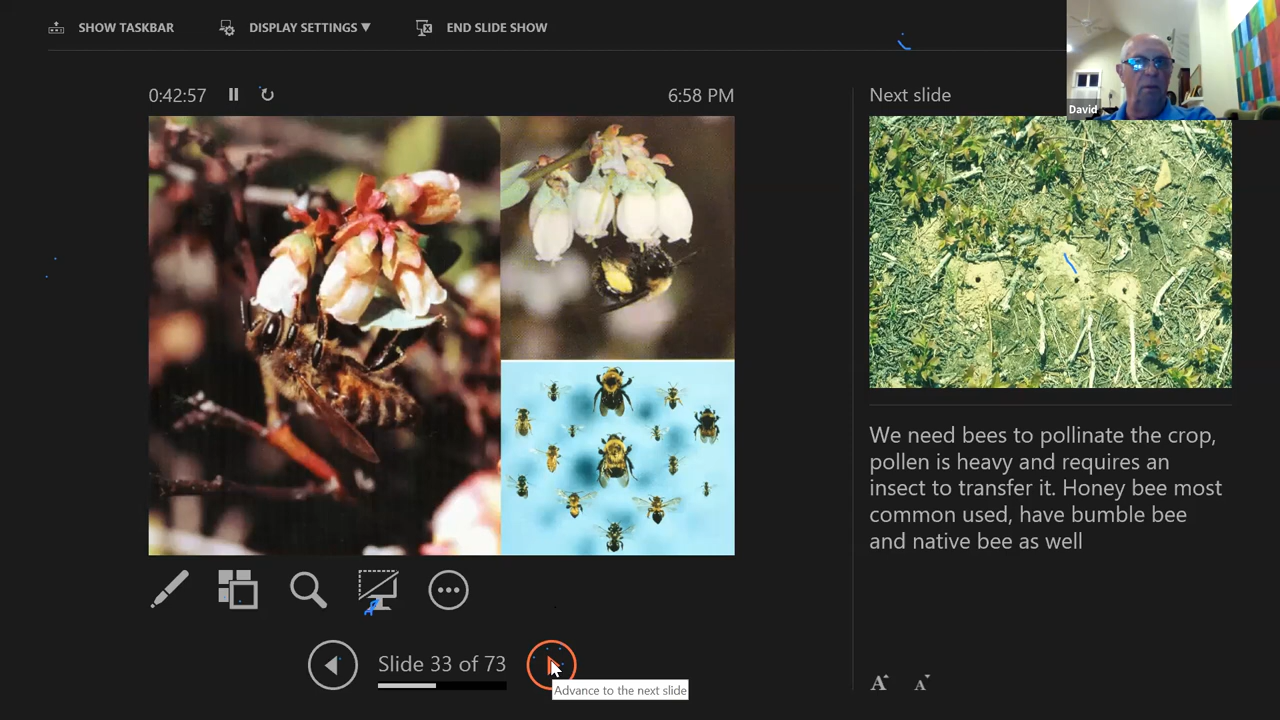 SHOW TASKBAR
DISPLAY SETTINGS ▼
END SLIDE SHOW
0:42:57
6:58 PM
Next slide
David
We need bees to pollinate the crop,
pollen is heavy and requires an
insect to transfer it. Honey bee most
common used, have bumble bee
and native bee as well
Slide 33 of 73
Advance to the next slide
A
A